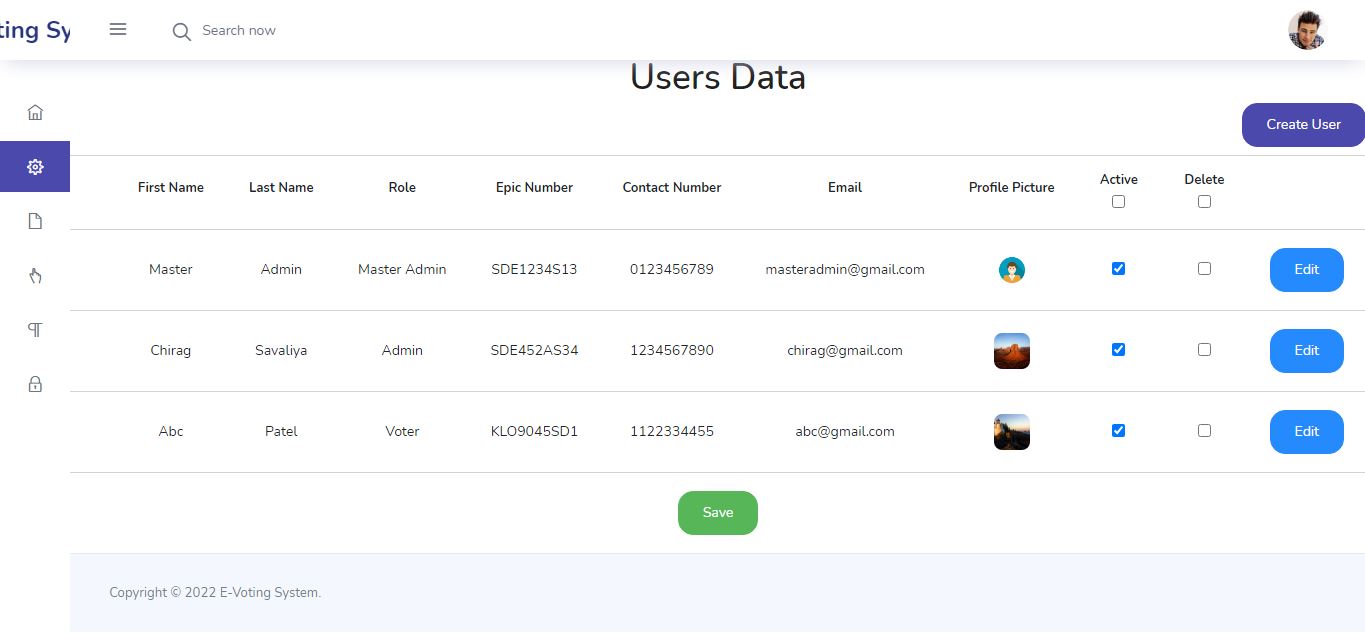 ting Sy
Search now
Users Data
Create User
First Name Last Name Role Epic Number Contact Number Email Profile Picture Active Delete
Master Admin Master Admin SDE1234S13 0123456789 masteradmin@gmail.com Edit
Chirag Savaliya Admin SDE452AS34 1234567890 chirag@gmail.com Edit
Abc Patel Voter KLO9045SD1 1122334455 abc@gmail.com Edit
Save
Copyright © 2022 E-Voting System.